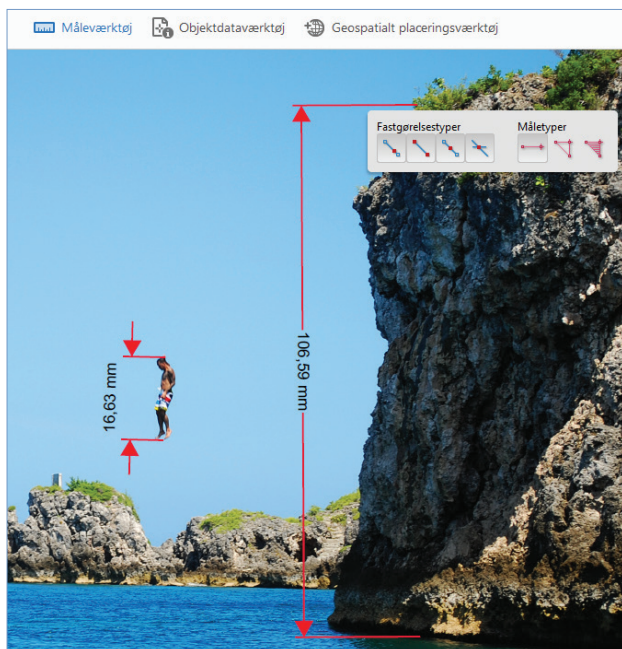 Måleværktøj
Objektdataværktøj
Geospatialt placeringsværktøj
Fastgørelsestyper
Måletyper
106,59 mm
16,63 mm